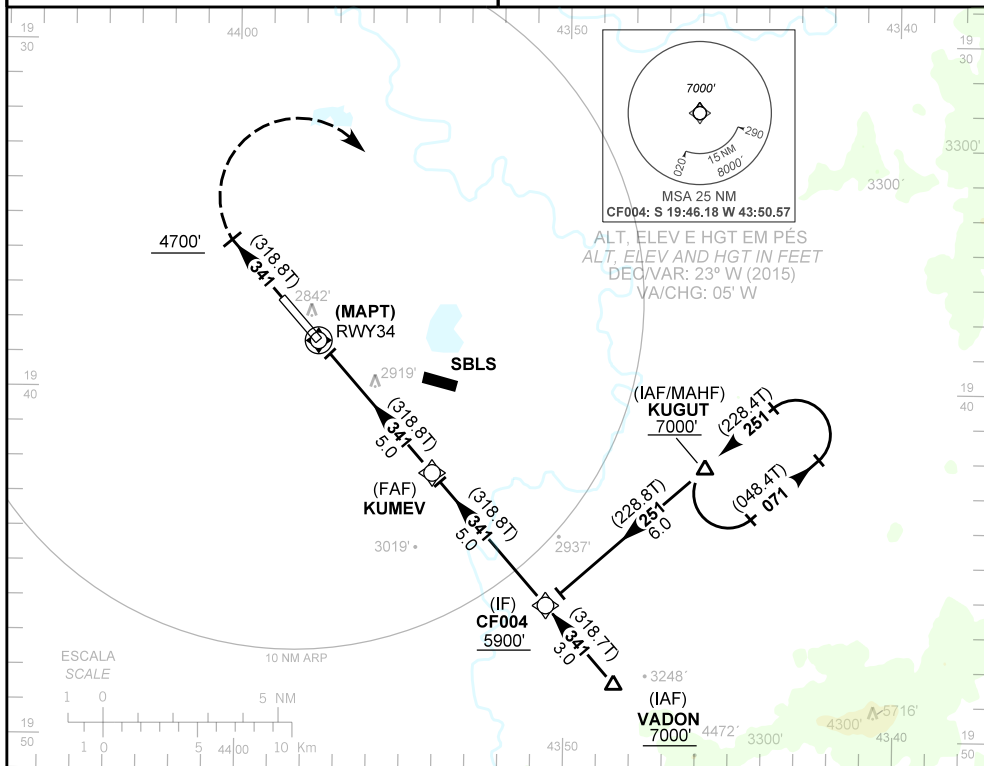 19
30
44 00
43 50
43 40
19
30
7000'
290
020
15 NM
8000'
MSA 25 NM
CF004: S 19:46.18 W 43:50.57
ALT, ELEV E HGT EM PÉS
ALT, ELEV AND HGT IN FEET
DEC/VAR: 23º W (2015)
VA/CHG: 05' W
3300'
3300'
4700'
(318.8T)
341
2842'
(MAPT)
RWY34
SBLS
2919'
19
40
19
40
(318.8T)
341
5.0
(IAF/MAHF)
KUGUT
7000'
(228.4T)
251
(048.4T)
071
(FAF)
KUMEV
(318.8T)
341
5.0
(228.8T)
251
6.0
3019'
2937'
(IF)
CF004
5900'
(318.7T)
341
3.0
ESCALA
SCALE
10 NM ARP
1 0 5 NM
1 0 5 10 Km
3248'
(IAF)
VADON
7000'
4472'
3300'
4300'
5716'
19
50
44 00
43 50
43 40
19
50